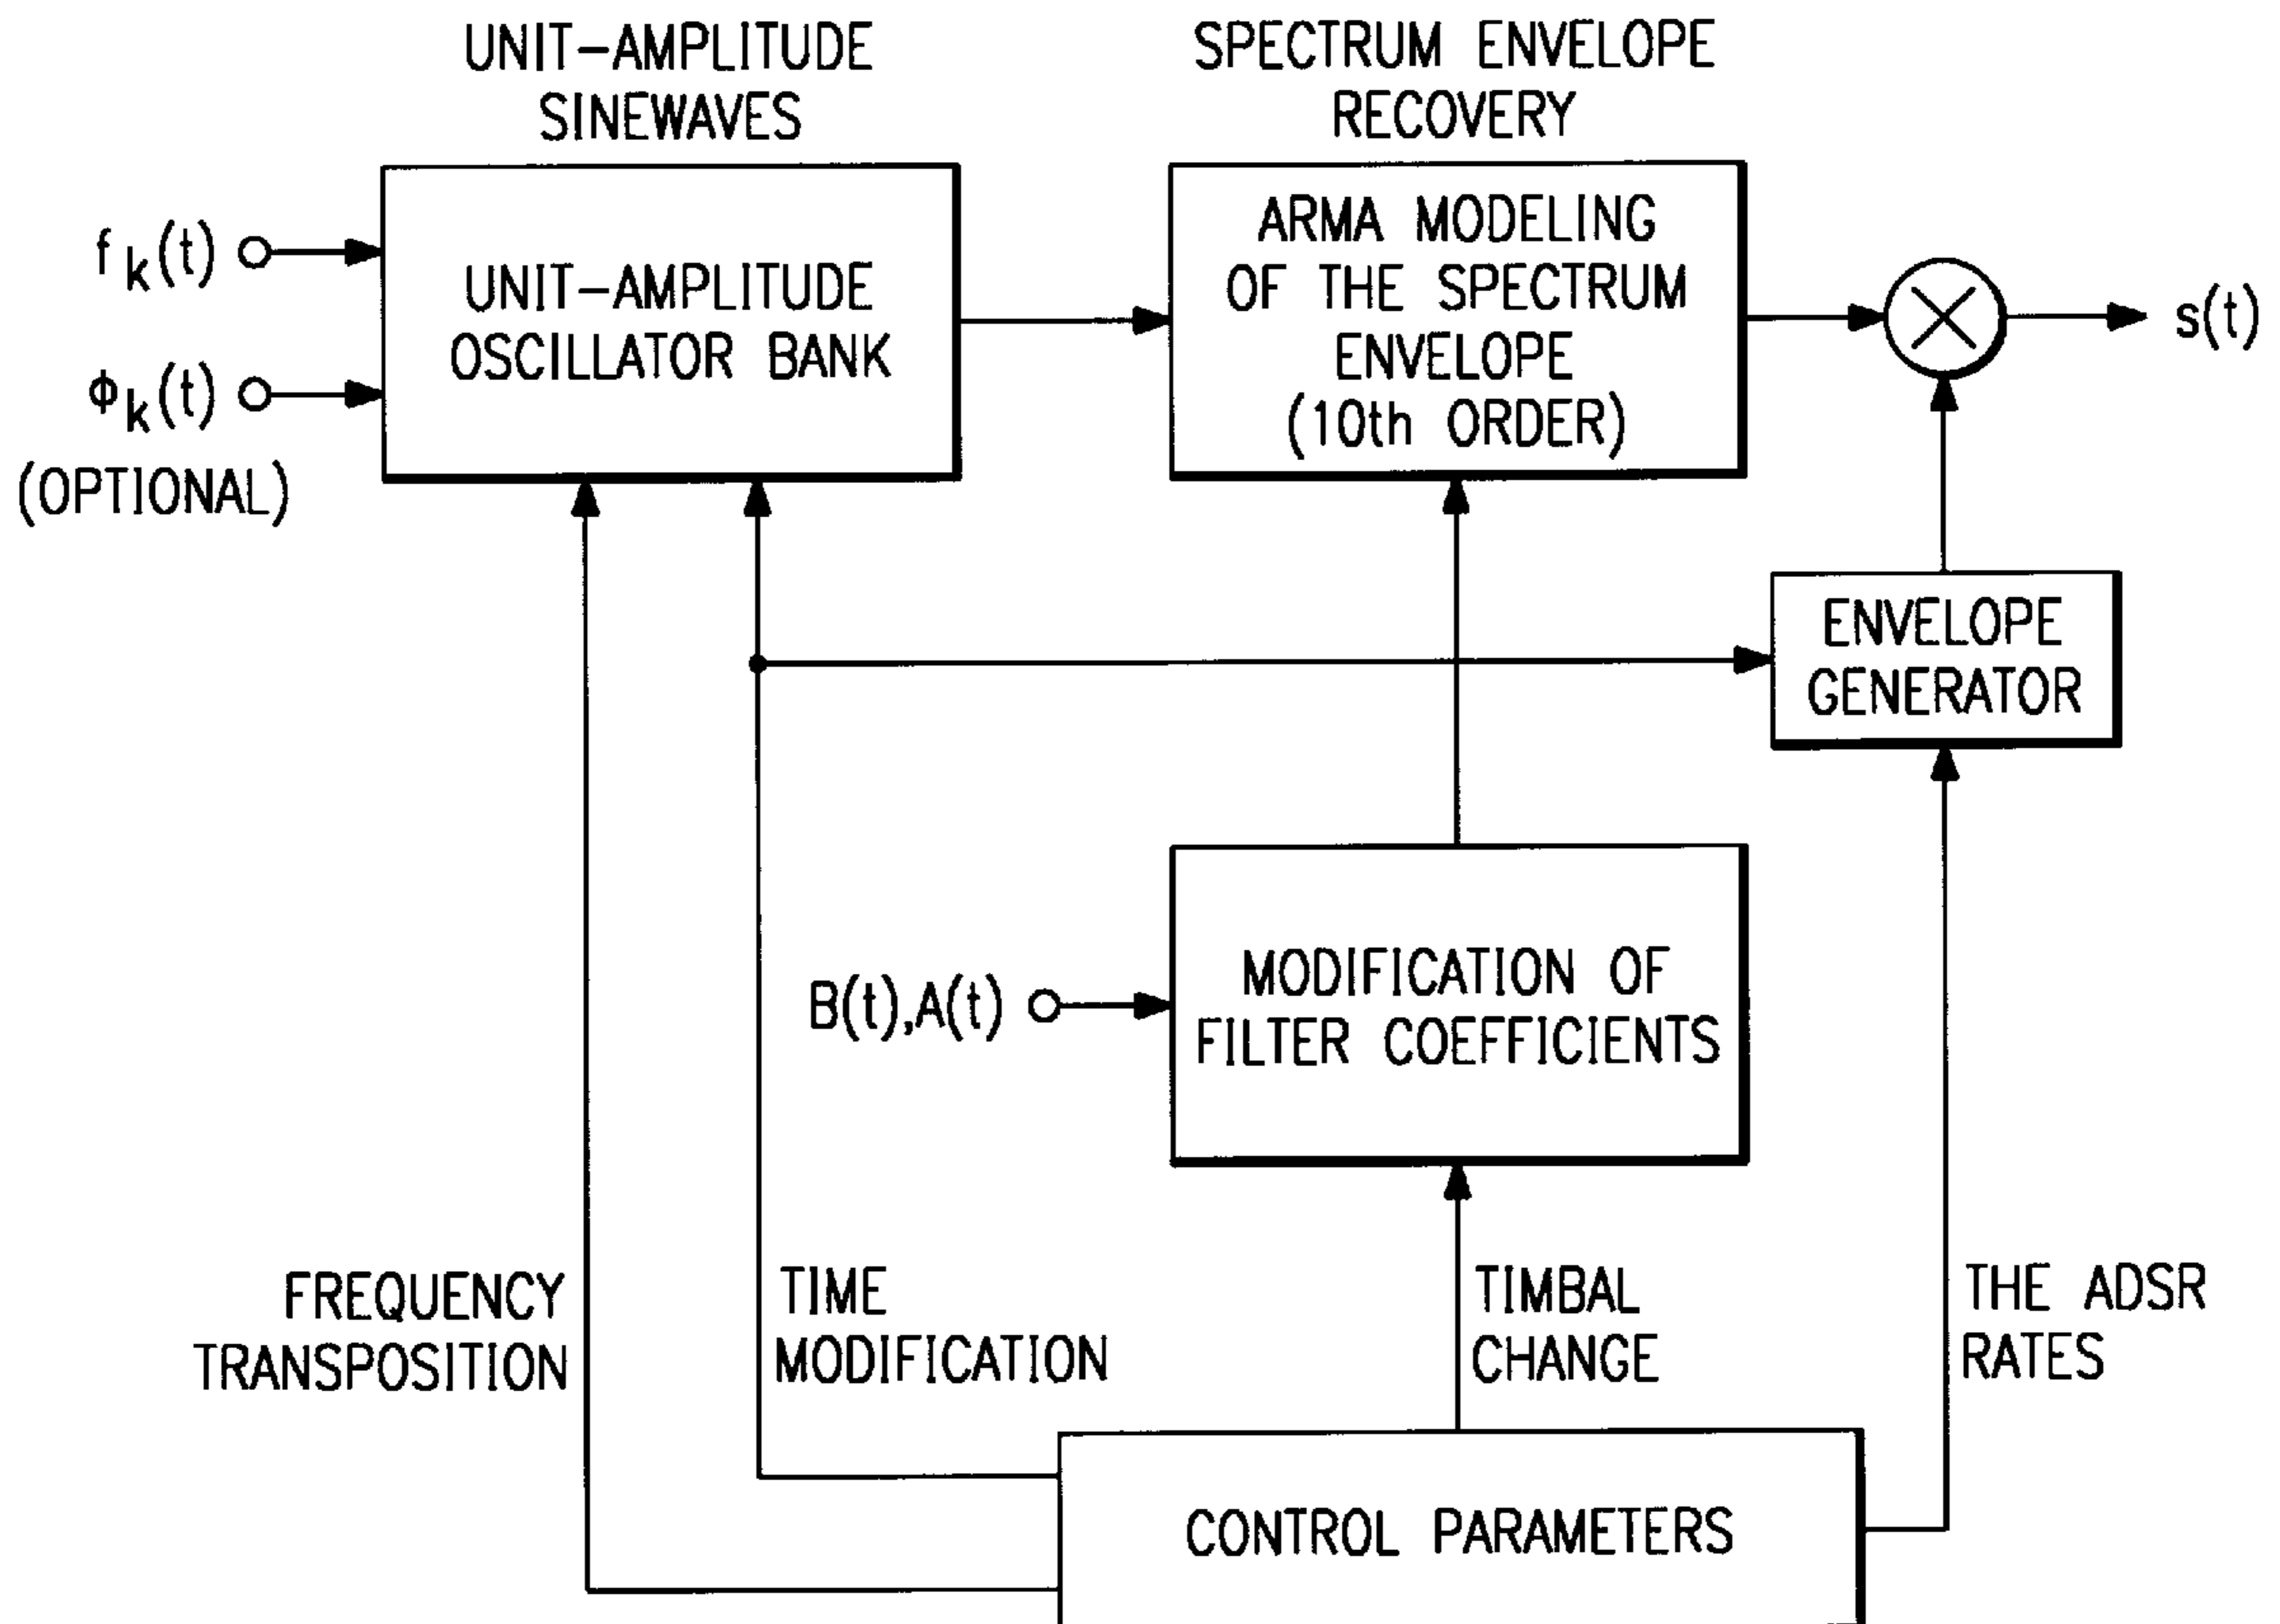 UNIT-AMPLITUDE
SINEWAVES
SPECTRUM ENVELOPE
RECOVERY
f k(t)
ϕk(t)
(OPTIONAL)
UNIT-AMPLITUDE
OSCILLATOR BANK
ARMA MODELING
OF THE SPECTRUM
ENVELOPE
(10th ORDER)
s(t)
ENVELOPE
GENERATOR
B(t),A(t)
MODIFICATION OF
FILTER COEFFICIENTS
FREQUENCY
TRANSPOSITION
TIME
MODIFICATION
TIMBAL
CHANGE
THE ADSR
RATES
CONTROL PARAMETERS